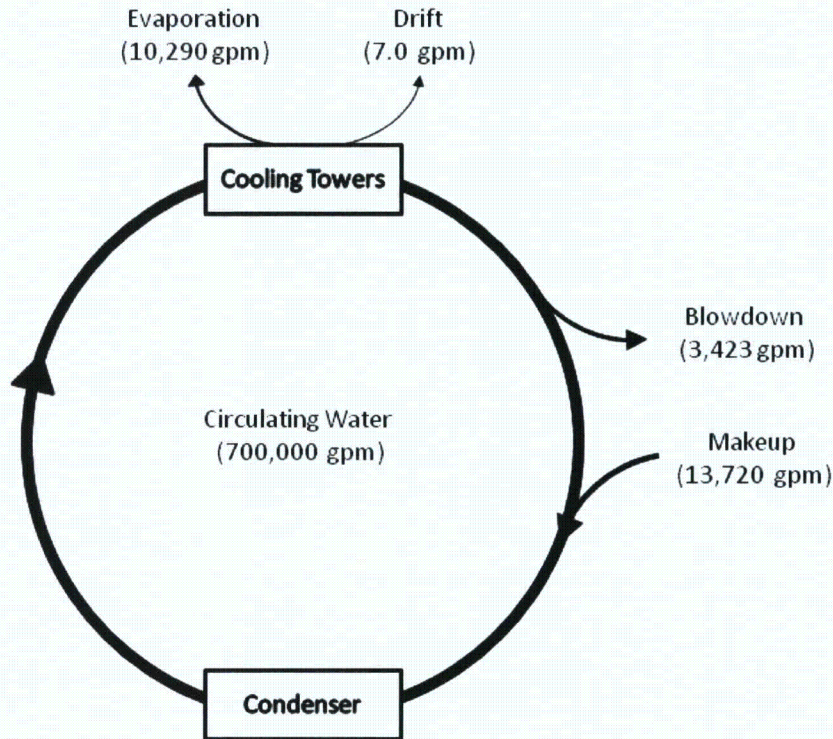 Evaporation
(10,290 gpm)
Drift
(7.0 gpm)
Cooling Towers
Blowdown
(3,423 gpm)
Circulating Water
(700,000 gpm)
Makeup
(13,720 gpm)
Condenser